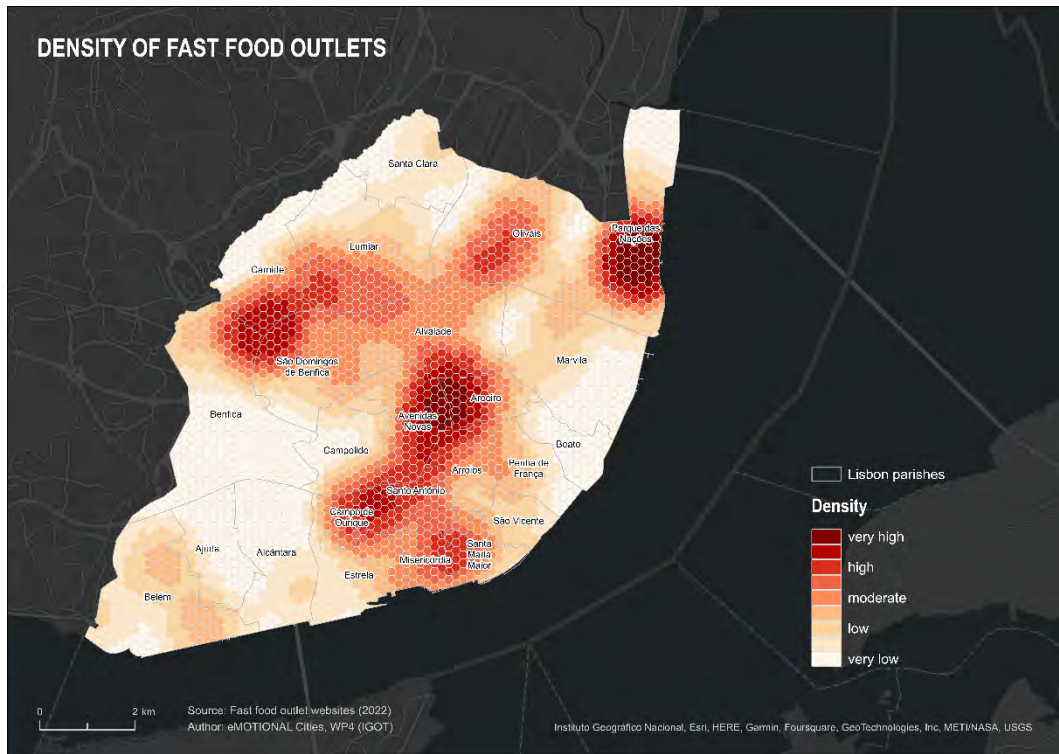 DENSITY OF FAST FOOD OUTLETS
Santa Clara
Parque das
Nações
Olivais
Lumiar
Carnide
Alvalade
São Domingos
de Benfica
Marvila
Areeiro
Benfica
Avenidas
Novas
Beato
Campolide
Arroios
Penha de
França
Santo António
Campo de
Ourique
São Vicente
Santa
Maria
Maior
Misericórdia
Ajuda
Alcântara
Estrela
Belém
Lisbon parishes
Density
very high
high
moderate
low
very low
0 2 km
Source: Fast food outlet websites (2022)
Author: eMOTIONAL Cities, WP4 (IGOT)
Instituto Geográfico Nacional, Esri, HERE, Garmin, Foursquare, GeoTechnologies, Inc, METI/NASA, USGS